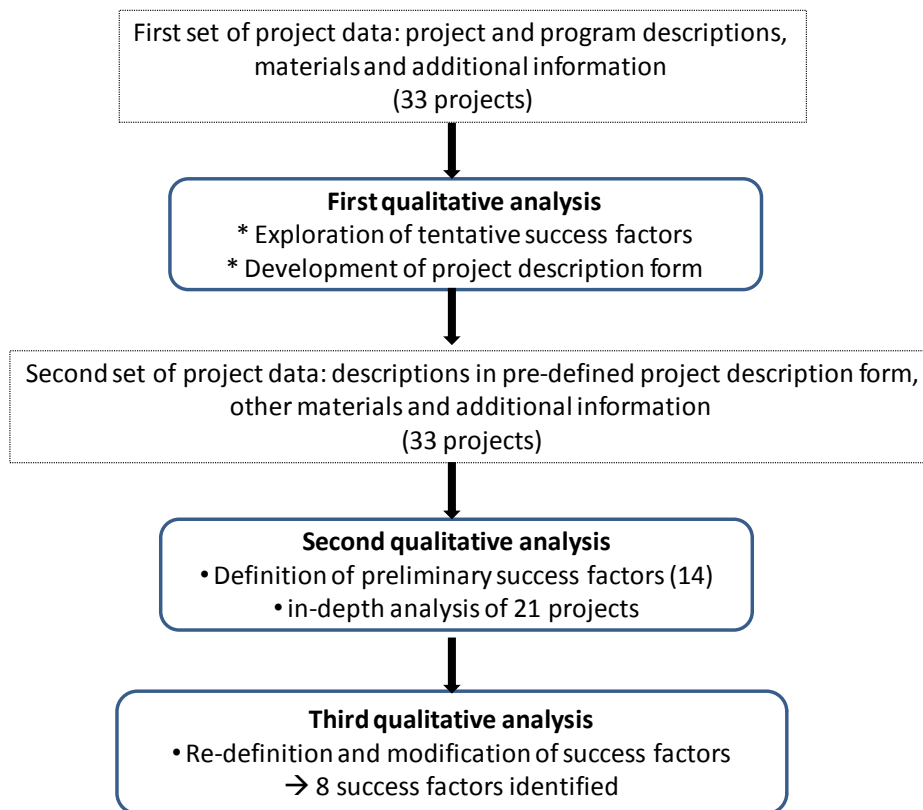 First set of project data: project and program descriptions,
materials and additional information
(33 projects)
First qualitative analysis
* Exploration of tentative success factors
* Development of project description form
Second set of project data: descriptions in pre-defined project description form,
other materials and additional information
(33 projects)
Second qualitative analysis
• Definition of preliminary success factors (14)
• in-depth analysis of 21 projects
Third qualitative analysis
• Re-definition and modification of success factors
→ 8 success factors identified